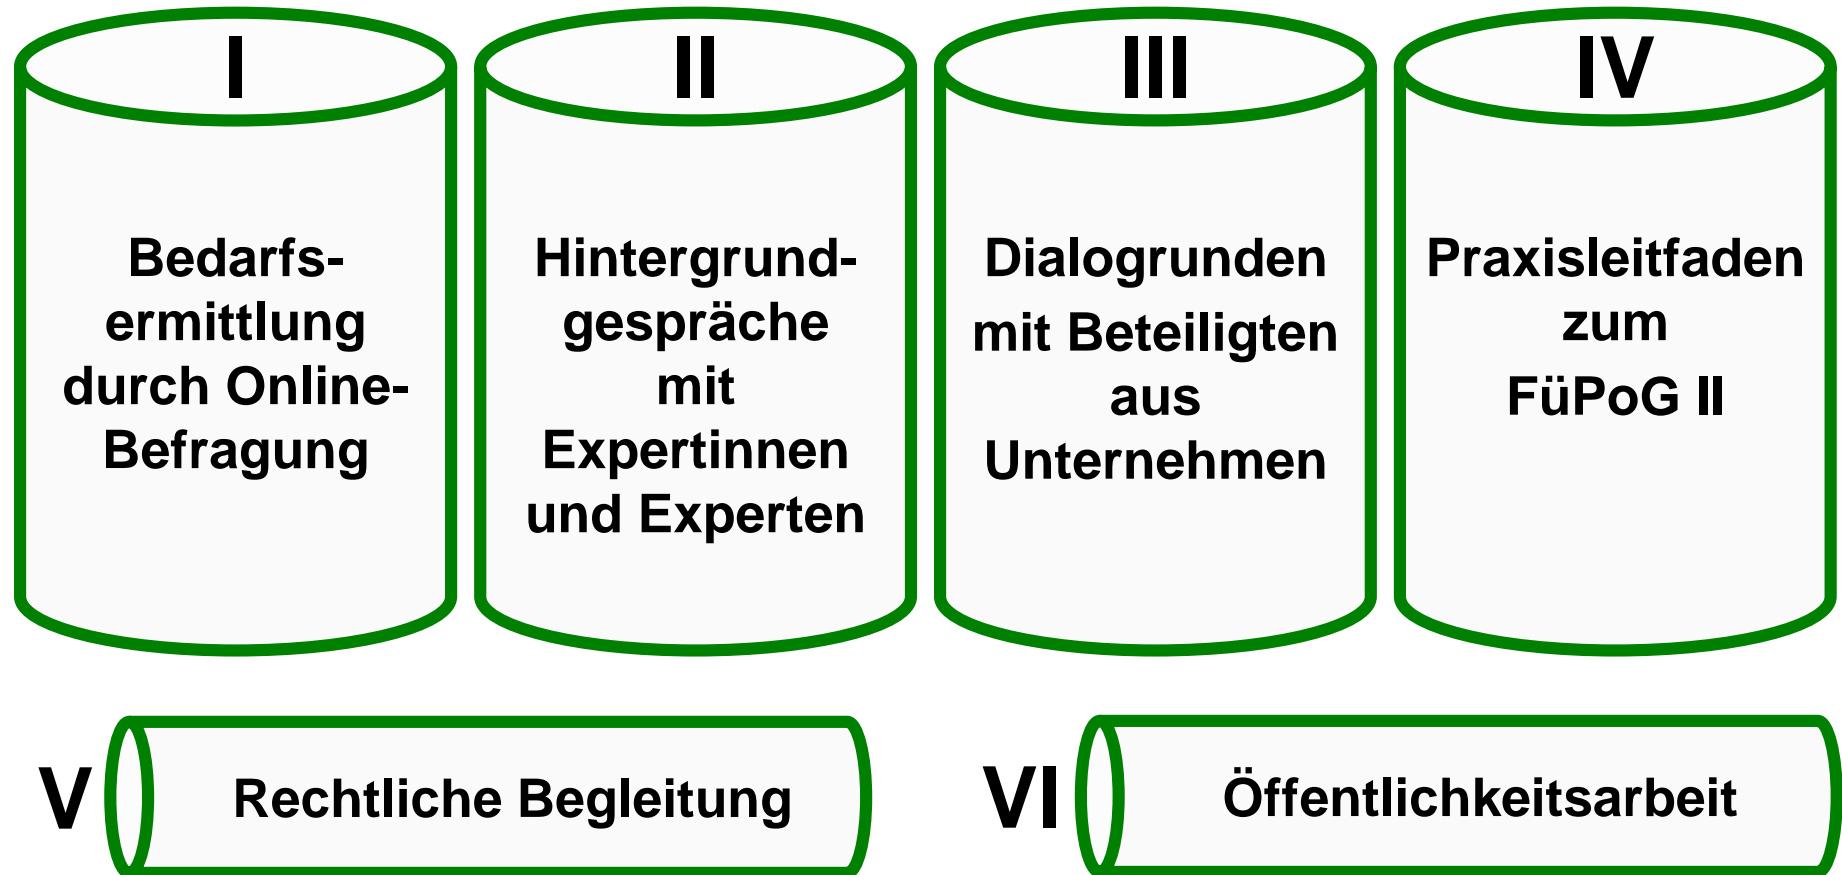 I
Bedarfs-
ermittlung
durch Online-
Befragung
II
Hintergrund-
gespräche
mit
Expertinnen
und Experten
III
Dialogrunden
mit Beteiligten
aus
Unternehmen
IV
Praxisleitfaden
zum
FüPoG II
V
Rechtliche Begleitung
VI
Öffentlichkeitsarbeit